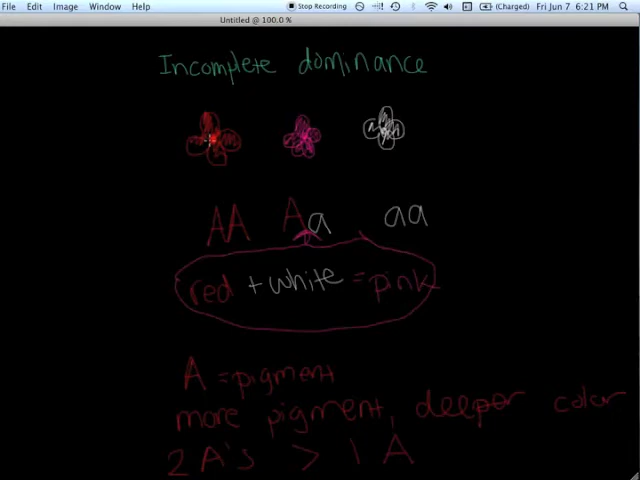 File Edit Image Window Help Stop Recording (Charged) Fri Jun 7 6:21 PM
Untitled @ 100.0 %
Incomplete dominance
AA Aa aa
red + white = pink
A = pigment
more pigment, deeper color
2 A's > 1 A